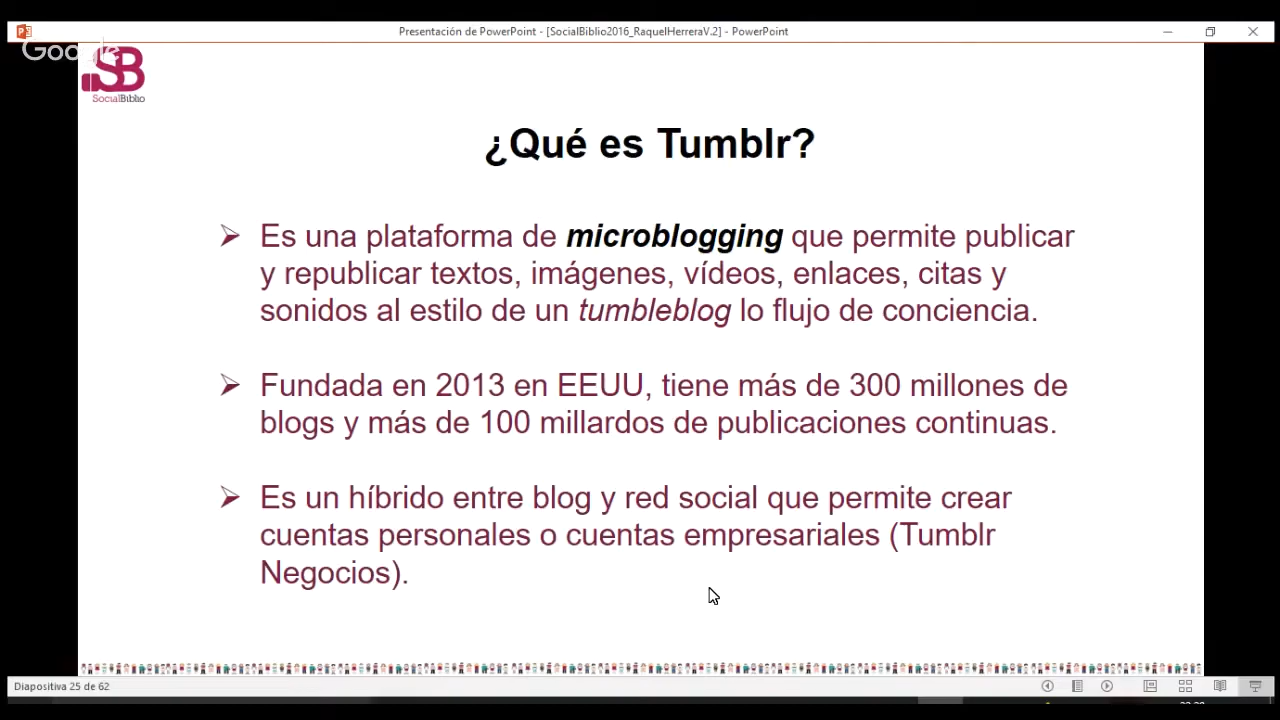 Presentación de PowerPoint - [SocialBiblio2016_RaquelHerreraV.2] - PowerPoint
Google
SB
SocialBiblio
¿Qué es Tumblr?
Es una plataforma de microblogging que permite publicar
y republicar textos, imágenes, vídeos, enlaces, citas y
sonidos al estilo de un tumbleblog lo flujo de conciencia.
Fundada en 2013 en EEUU, tiene más de 300 millones de
blogs y más de 100 millardos de publicaciones continuas.
Es un híbrido entre blog y red social que permite crear
cuentas personales o cuentas empresariales (Tumblr
Negocios).
Diapositiva 25 de 62